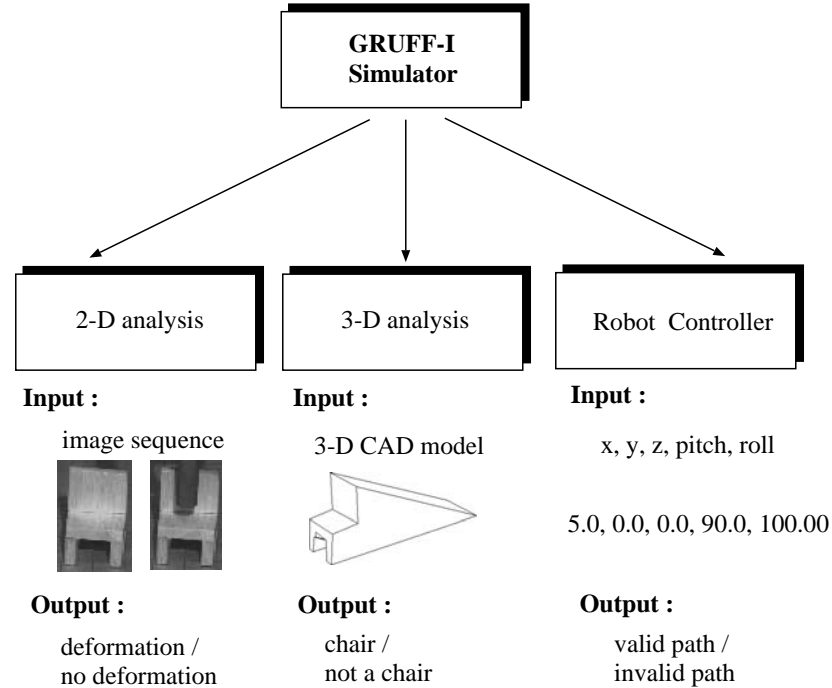 GRUFF-I
Simulator
2-D analysis
3-D analysis
Robot Controller
Input :
image sequence
Output :
deformation /
no deformation
Input :
3-D CAD model
Output :
chair /
not a chair
Input :
x, y, z, pitch, roll
5.0, 0.0, 0.0, 90.0, 100.00
Output :
valid path /
invalid path